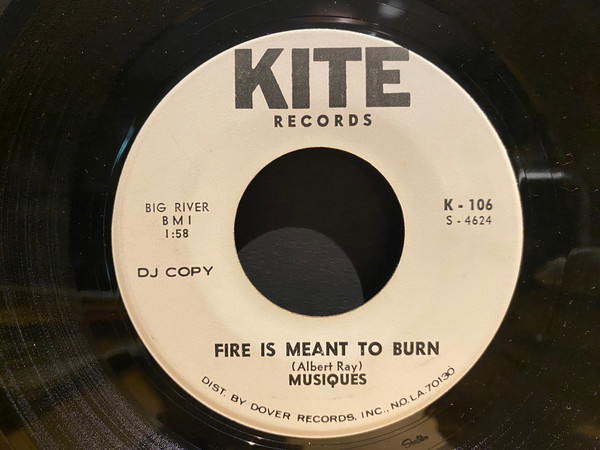 KITE
RECORDS
BIG RIVER
BMI
1:58
K - 106
S - 4624
DJ COPY
FIRE IS MEANT TO BURN
(Albert Ray)
MUSIQUES
DIST. BY DOVER RECORDS, INC., NO.LA. 70130